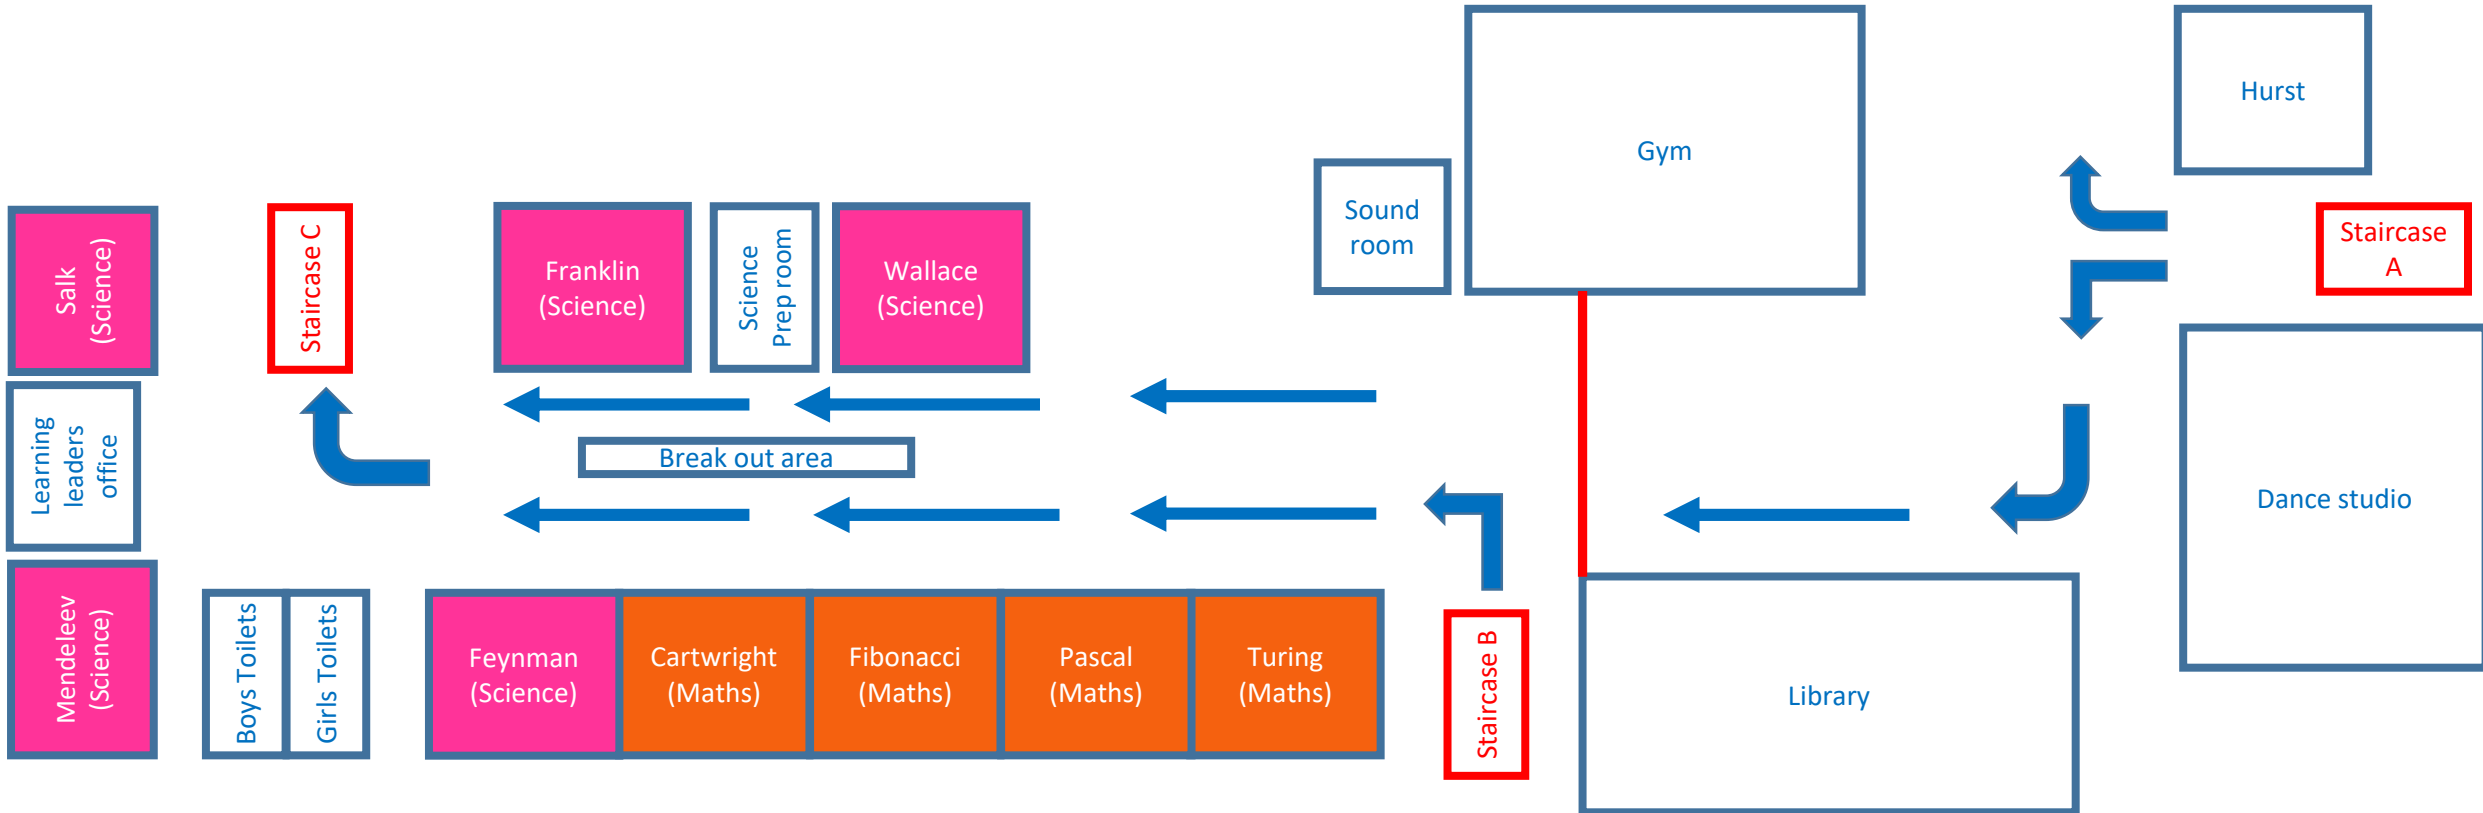 Hurst
Gym
Sound
room
Staircase
A
Salk
(Science)
Staircase C
Franklin
(Science)
Science
Prep room
Wallace
(Science)
Learning
leaders
office
Break out area
Dance studio
Mendeleev
(Science)
Boys Toilets
Girls Toilets
Feynman
(Science)
Cartwright
(Maths)
Fibonacci
(Maths)
Pascal
(Maths)
Turing
(Maths)
Staircase B
Library